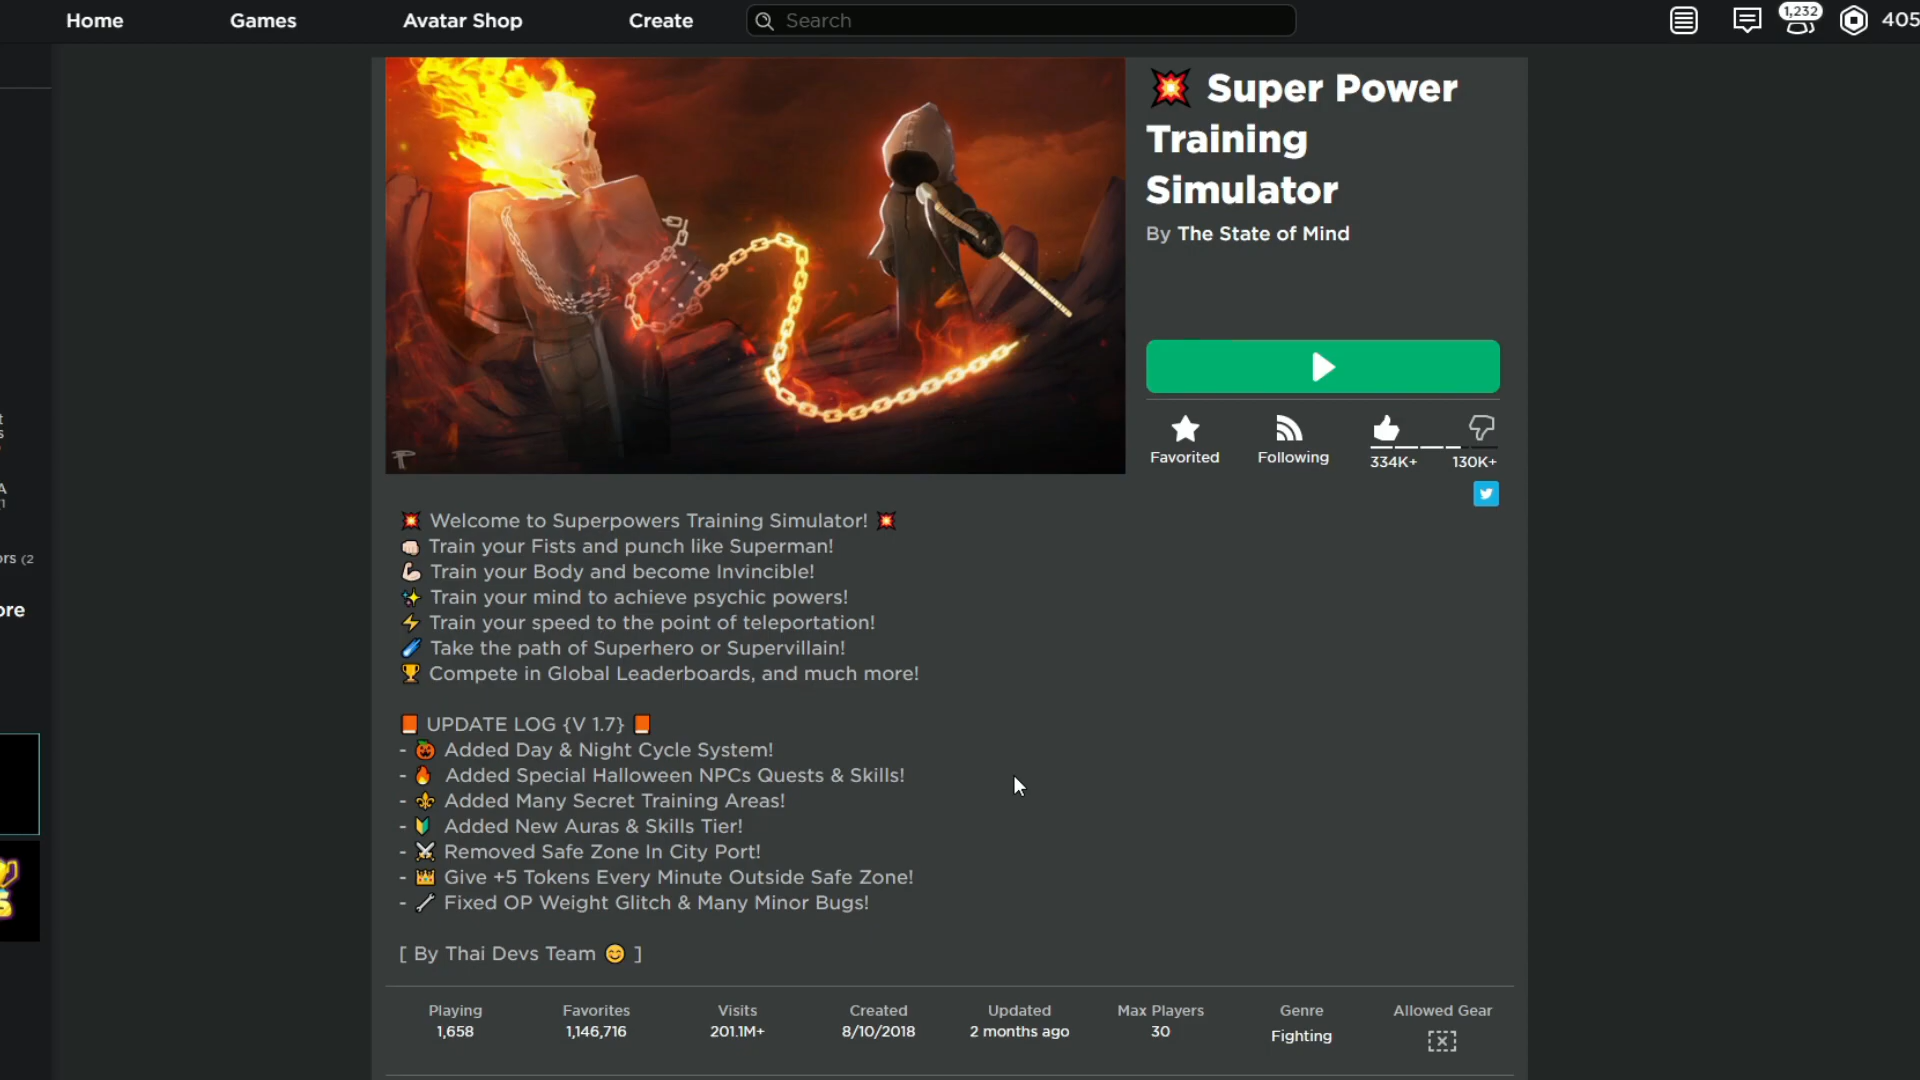 Home Games Avatar Shop Create Search 1,232 405
💥 Super Power
Training
Simulator
By The State of Mind
Favorited Following 334K+ 130K+
💥 Welcome to Superpowers Training Simulator! 💥
👊🏻 Train your Fists and punch like Superman!
💪🏻 Train your Body and become Invincible!
✨ Train your mind to achieve psychic powers!
⚡ Train your speed to the point of teleportation!
☄️ Take the path of Superhero or Supervillain!
🏆 Compete in Global Leaderboards, and much more!
📙 UPDATE LOG {V 1.7} 📙
- 🎃 Added Day & Night Cycle System!
- 🔥 Added Special Halloween NPCs Quests & Skills!
- ⚜️ Added Many Secret Training Areas!
- 🔰 Added New Auras & Skills Tier!
- ⚔️ Removed Safe Zone In City Port!
- 👑 Give +5 Tokens Every Minute Outside Safe Zone!
- 🔧 Fixed OP Weight Glitch & Many Minor Bugs!
[ By Thai Devs Team 😊 ]
Playing Favorites Visits Created Updated Max Players Genre Allowed Gear
1,658 1,146,716 201.1M+ 8/10/2018 2 months ago 30 Fighting